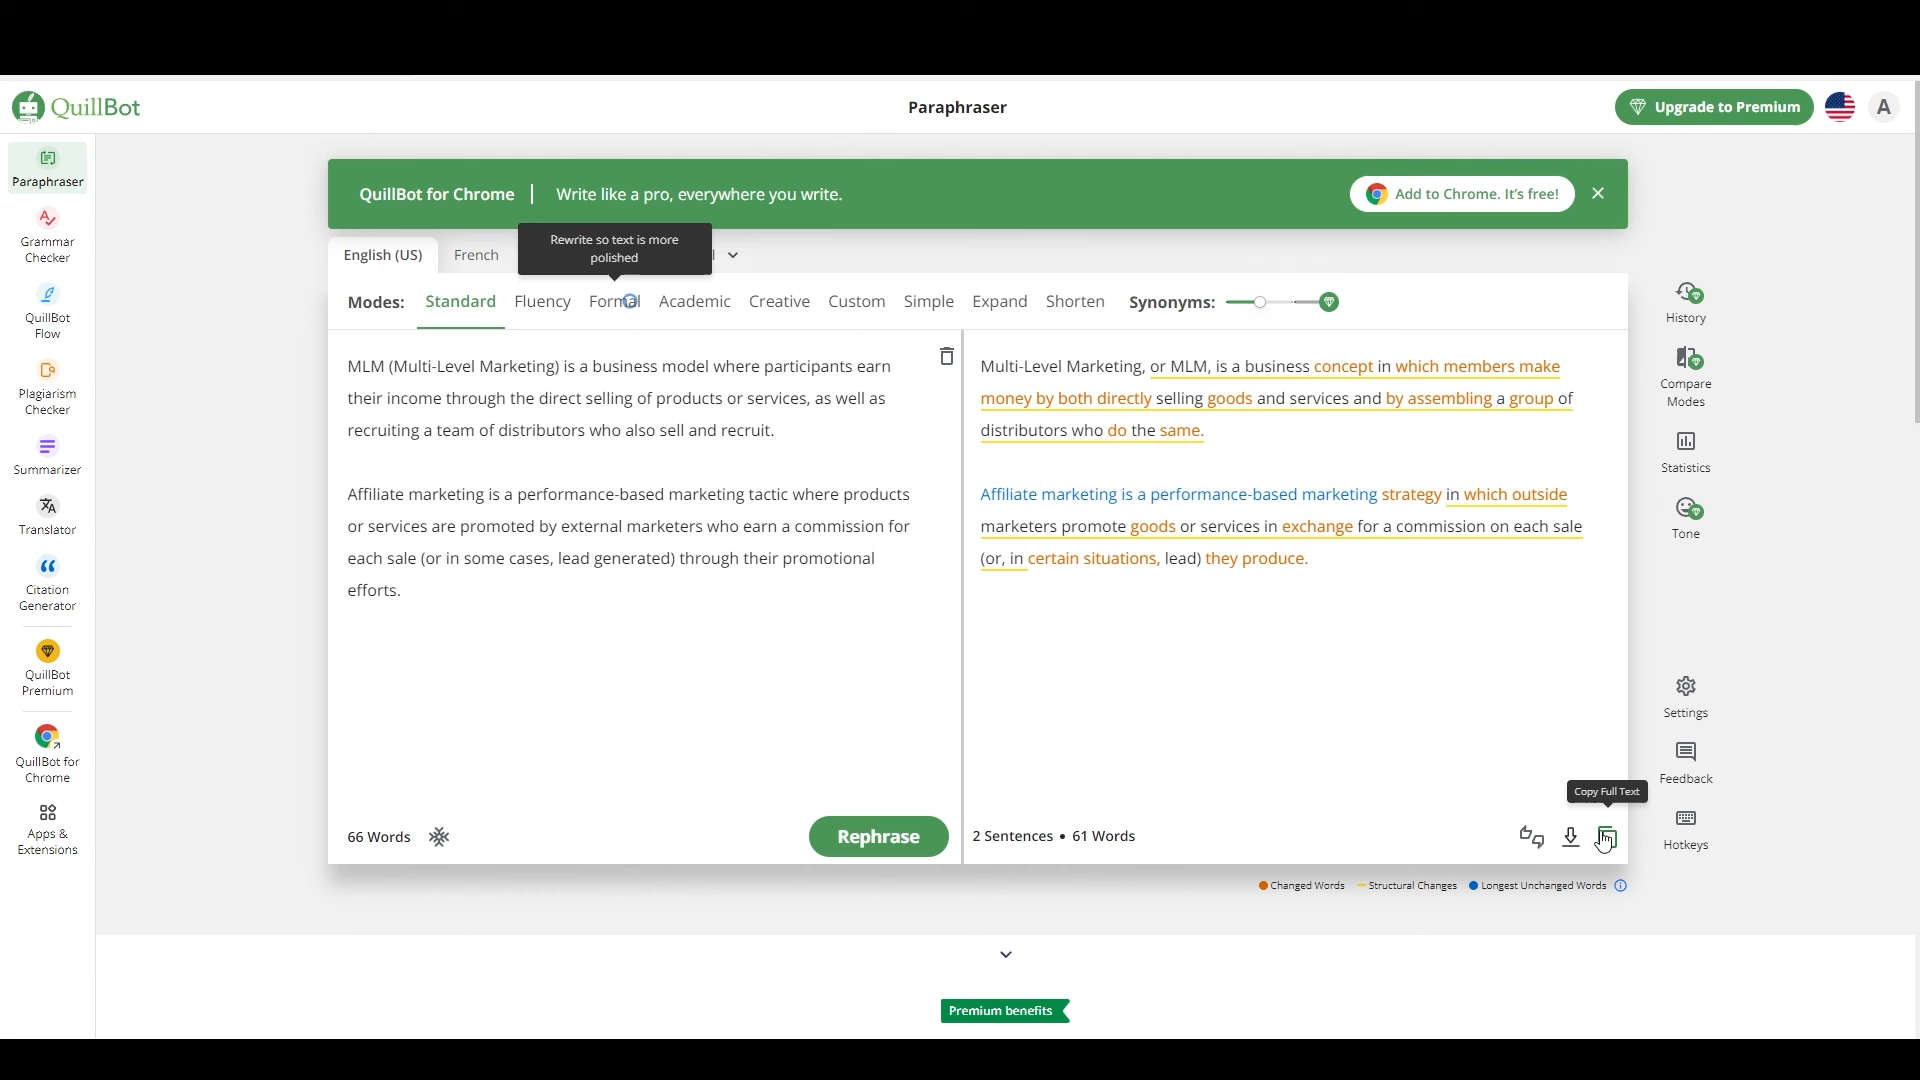 QuillBot
Paraphraser
Upgrade to Premium
A
Paraphraser
Grammar
Checker
QuillBot
Flow
Plagiarism
Checker
Summarizer
Translator
Citation
Generator
QuillBot
Premium
QuillBot for
Chrome
Apps &
Extensions
QuillBot for Chrome
Write like a pro, everywhere you write.
Add to Chrome. It's free!
Rewrite so text is more
polished
English (US) French
Modes: Standard Fluency Formal Academic Creative Custom Simple Expand Shorten Synonyms:
MLM (Multi-Level Marketing) is a business model where participants earn
their income through the direct selling of products or services, as well as
recruiting a team of distributors who also sell and recruit.
Affiliate marketing is a performance-based marketing tactic where products
or services are promoted by external marketers who earn a commission for
each sale (or in some cases, lead generated) through their promotional
efforts.
66 Words
Rephrase
Multi-Level Marketing, or MLM, is a business concept in which members make
money by both directly selling goods and services and by assembling a group of
distributors who do the same.
Affiliate marketing is a performance-based marketing strategy in which outside
marketers promote goods or services in exchange for a commission on each sale
(or, in certain situations, lead) they produce.
Copy Full Text
2 Sentences • 61 Words
Changed Words Structural Changes Longest Unchanged Words
History
Compare
Modes
Statistics
Tone
Settings
Feedback
Hotkeys
Premium benefits